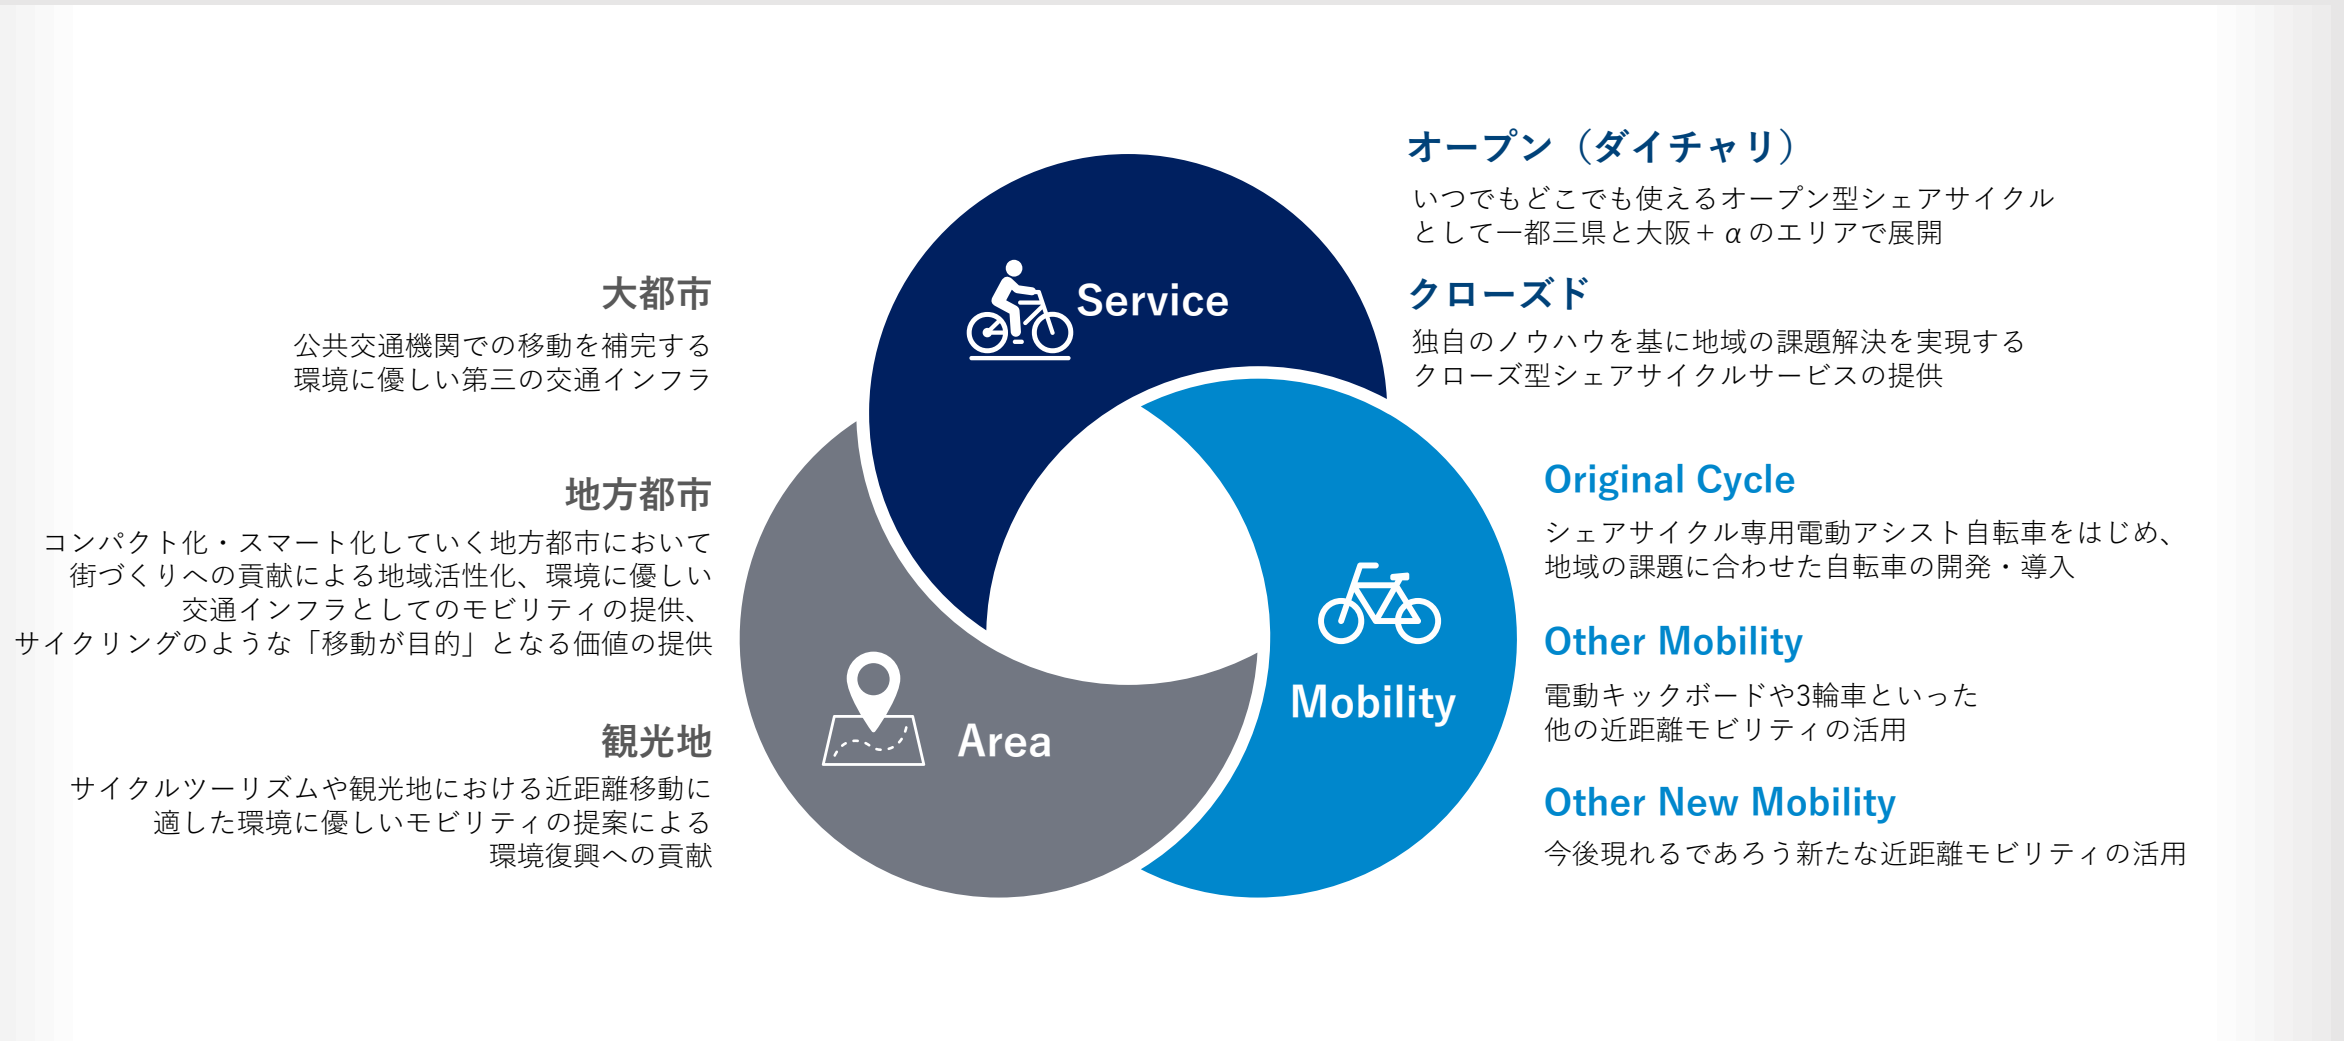 大都市
公共交通機関での移動を補完する
環境に優しい第三の交通インフラ
地方都市
コンパクト化・スマート化していく地方都市において
街づくりへの貢献による地域活性化、環境に優しい
交通インフラとしてのモビリティの提供、
サイクリングのような「移動が目的」となる価値の提供
観光地
サイクルツーリズムや観光地における近距離移動に
適した環境に優しいモビリティの提案による
環境復興への貢献
Service
Area
Mobility
オープン（ダイチャリ）
いつでもどこでも使えるオープン型シェアサイクル
として一都三県と大阪＋αのエリアで展開
クローズド
独自のノウハウを基に地域の課題解決を実現する
クローズ型シェアサイクルサービスの提供
Original Cycle
シェアサイクル専用電動アシスト自転車をはじめ、
地域の課題に合わせた自転車の開発・導入
Other Mobility
電動キックボードや3輪車といった
他の近距離モビリティの活用
Other New Mobility
今後現れるであろう新たな近距離モビリティの活用